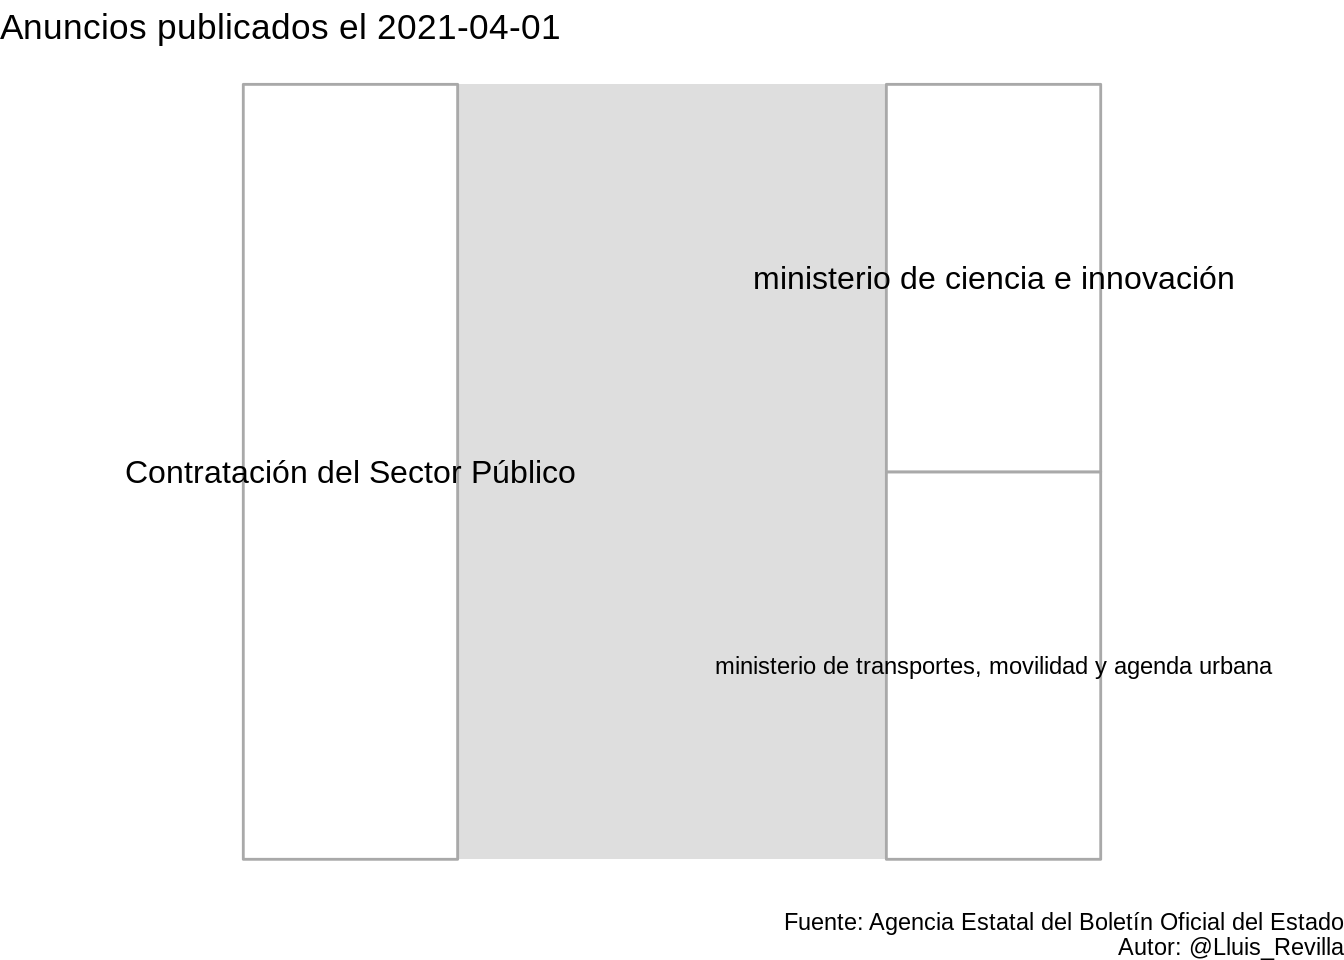 Anuncios publicados el 2021-04-01
ministerio de ciencia e innovación
Contratación del Sector Público
ministerio de transportes, movilidad y agenda urbana
Fuente: Agencia Estatal del Boletín Oficial del Estado
Autor: @Lluis_Revilla